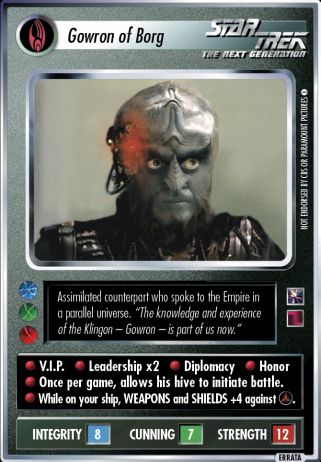 Gowron of Borg
STAR TREK
THE NEXT GENERATION
NOT ENDORSED BY CBS OR PARAMOUNT PICTURES
Assimilated counterpart who spoke to the Empire in
a parallel universe. “The knowledge and experience
of the Klingon – Gowron – is part of us now.”
V.I.P. Leadership x2 Diplomacy Honor
Once per game, allows his hive to initiate battle.
While on your ship, WEAPONS and SHIELDS +4 against .
INTEGRITY 8 CUNNING 7 STRENGTH 12
ERRATA